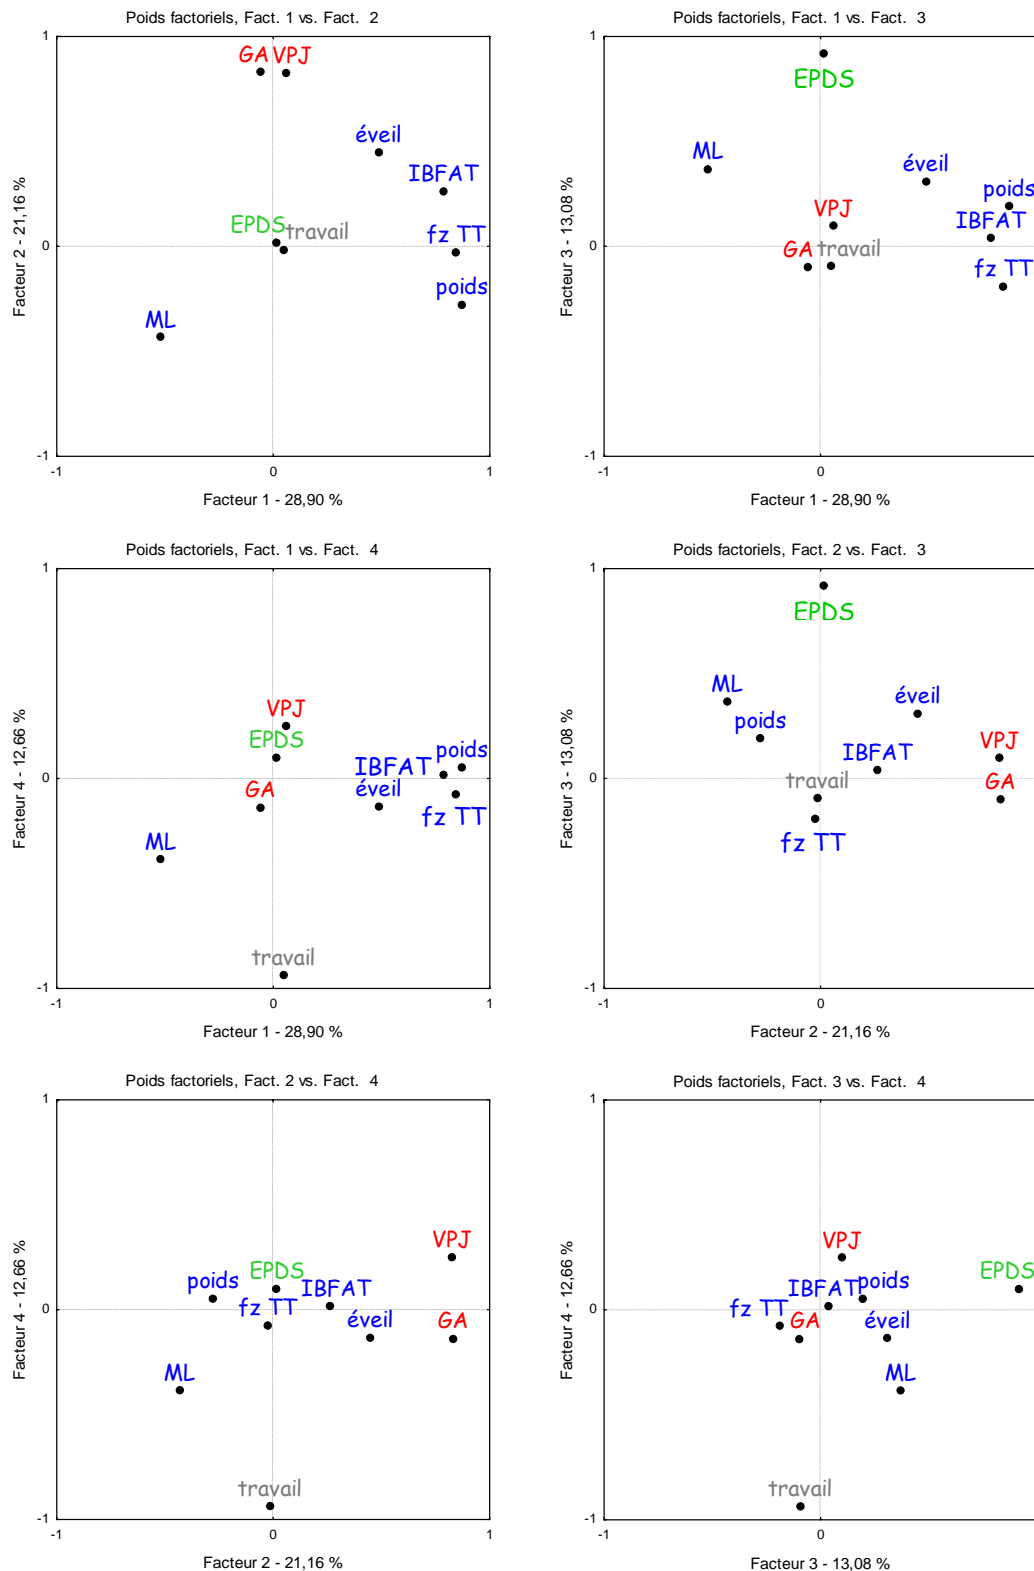 Poids factoriels, Fact. 1 vs. Fact.  2
1
GA VPJ
éveil
IBFAT
EPDS travail
fz TT
0
poids
ML
-1
-1 0 1
Facteur 2 - 21,16 %
Facteur 1 - 28,90 %
Poids factoriels, Fact. 1 vs. Fact.  3
1
EPDS
ML
éveil
poids
VPJ
IBFAT
GA travail
0
fz TT
-1
-1 0
Facteur 3 - 13,08 %
Facteur 1 - 28,90 %
Poids factoriels, Fact. 1 vs. Fact.  4
1
VPJ
EPDS
IBFAT poids
0
GA éveil
fz TT
ML
travail
-1
-1 0 1
Facteur 4 - 12,66 %
Facteur 1 - 28,90 %
Poids factoriels, Fact. 2 vs. Fact.  3
1
EPDS
ML
éveil
poids
IBFAT VPJ
travail GA
0
fz TT
-1
-1 0
Facteur 3 - 13,08 %
Facteur 2 - 21,16 %
Poids factoriels, Fact. 2 vs. Fact.  4
1
VPJ
poids EPDS IBFAT
fz TT
0
éveil GA
ML
travail
-1
-1 0 1
Facteur 4 - 12,66 %
Facteur 2 - 21,16 %
Poids factoriels, Fact. 3 vs. Fact.  4
1
VPJ
EPDS
IBFAT poids
fz TT
0
GA éveil
ML
travail
-1
-1 0
Facteur 4 - 12,66 %
Facteur 3 - 13,08 %